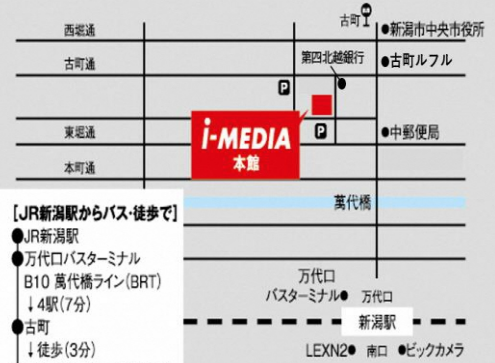 古町
西堀通
●新潟市中央市役所
古町通
第四北越銀行
●古町ルフル
P
i-MEDIA
本館
P
東堀通
●中郵便局
本町通
萬代橋
[JR新潟駅からバス・徒歩で]
●JR新潟駅
●万代口バスターミナル
B10 萬代橋ライン(BRT)
↓4駅(7分)
●古町
↓徒歩(3分)
万代口
バスターミナル●
万代口
新潟駅
LEXN2● 南口 ●ビックカメラ